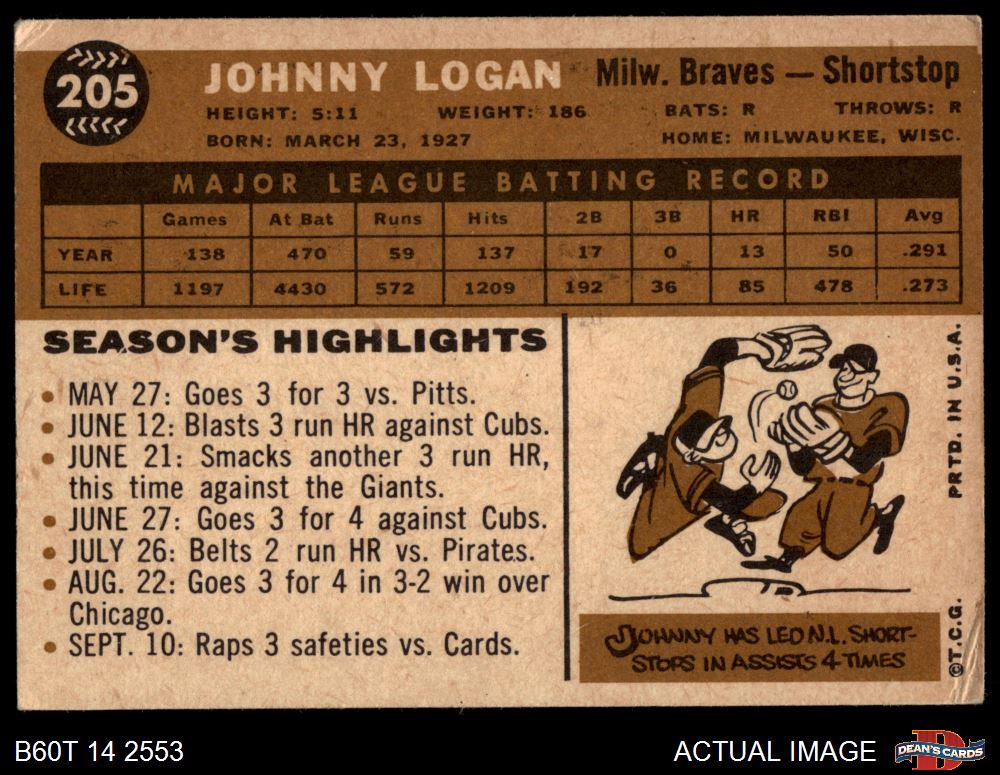 205
JOHNNY LOGAN Milw. Braves — Shortstop
HEIGHT: 5:11 WEIGHT: 186 BATS: R THROWS: R
BORN: MARCH 23, 1927 HOME: MILWAUKEE, WISC.
MAJOR LEAGUE BATTING RECORD
Games At Bat Runs Hits 2B 3B HR RBI Avg
YEAR 138 470 59 137 17 0 13 50 .291
LIFE 1197 4430 572 1209 192 36 85 478 .273
SEASON'S HIGHLIGHTS
• MAY 27: Goes 3 for 3 vs. Pitts.
• JUNE 12: Blasts 3 run HR against Cubs.
• JUNE 21: Smacks another 3 run HR,
this time against the Giants.
• JUNE 27: Goes 3 for 4 against Cubs.
• JULY 26: Belts 2 run HR vs. Pirates.
• AUG. 22: Goes 3 for 4 in 3-2 win over
Chicago.
• SEPT. 10: Raps 3 safeties vs. Cards.
JOHNNY HAS LED N.L. SHORT-
STOPS IN ASSISTS 4 TIMES
©T.C.G. PRTD. IN U.S.A.
B60T 14 2553 ACTUAL IMAGE
D
DEAN'S CARDS